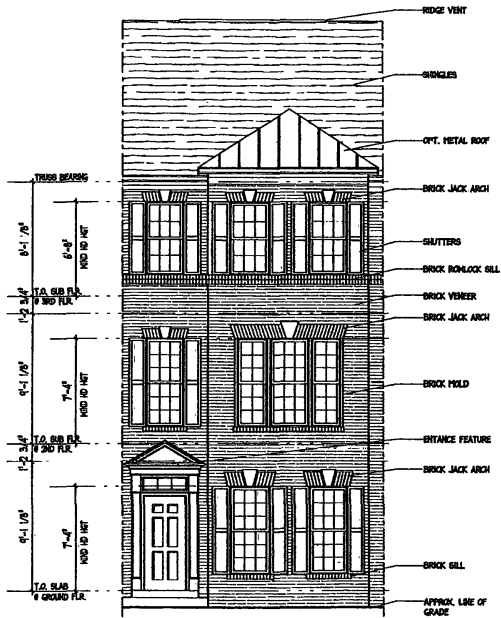 RIDGE VENT
SHINGLES
OPT. METAL ROOF
TRUSS BEARING
BRICK JACK ARCH
8'-1 1/8"
6'-8"
WIND HD HGT
SHUTTERS
BRICK ROWLOCK SILL
T.O. SUB FLR.
@ 3RD FLR.
BRICK VENEER
1'-2 3/4"
BRICK JACK ARCH
9'-1 1/8"
7'-4"
WIND HD HGT
BRICK MOLD
T.O. SUB FLR.
@ 2ND FLR.
ENTANCE FEATURE
1'-2 3/4"
BRICK JACK ARCH
9'-1 1/8"
7'-4"
WIND HD HGT
BRICK SILL
T.O. SLAB
@ GROUND FLR.
APPROX. LINE OF
GRADE